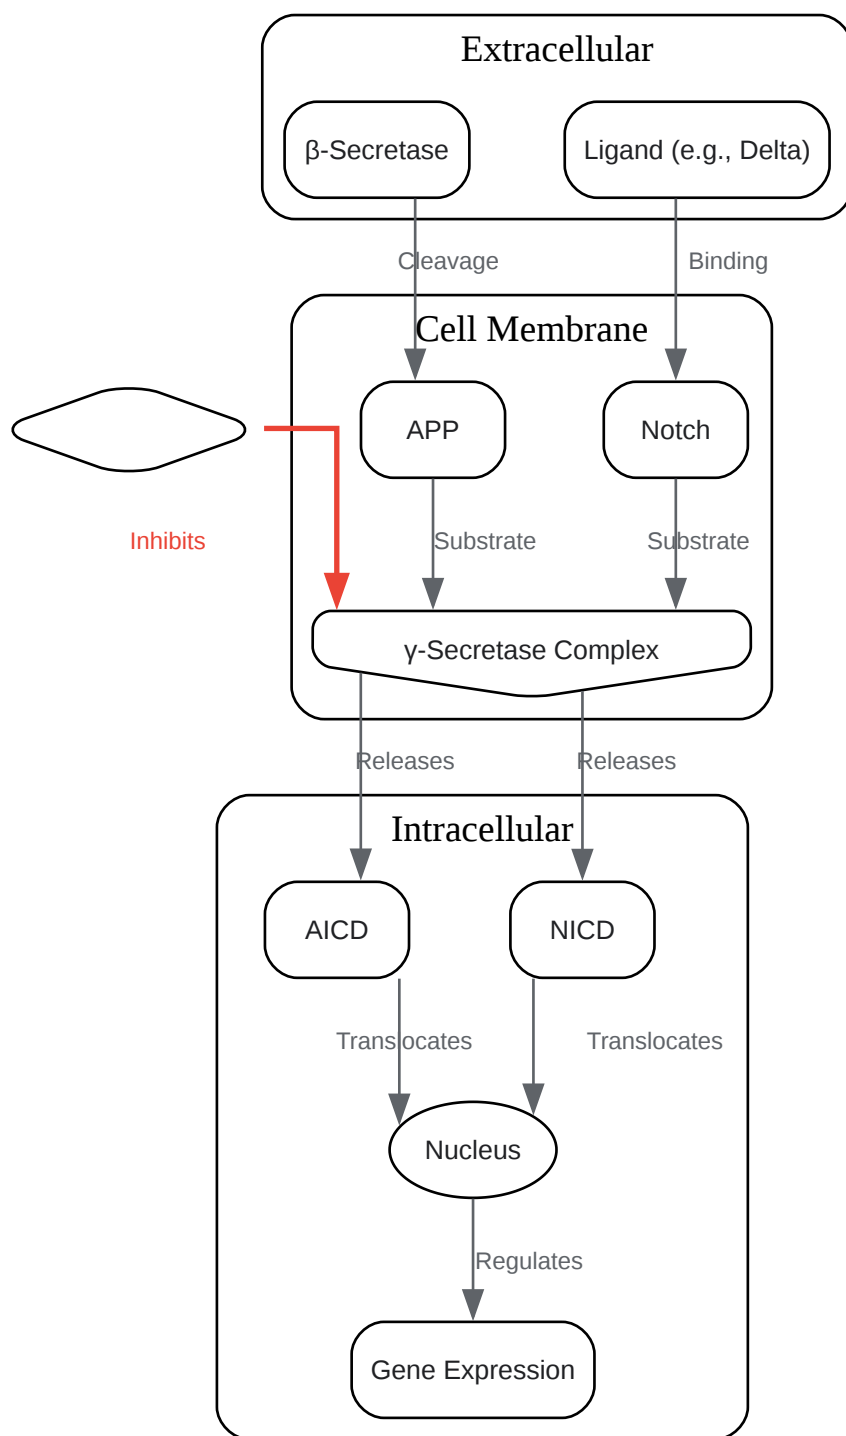 Extracellular
β-Secretase
Ligand (e.g., Delta)
Cleavage
Binding
Cell Membrane
APP
Notch
Inhibits
Substrate
Substrate
γ-Secretase Complex
Releases
Releases
Intracellular
AICD
NICD
Translocates
Translocates
Nucleus
Regulates
Gene Expression